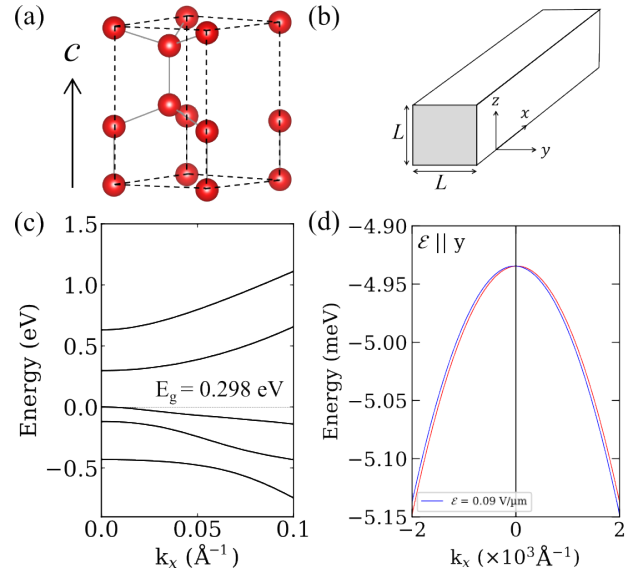 (a)
c
(b)
L
L
z
x
y
(c)
Energy (eV)
1.5
1.0
0.5
0.0
−0.5
E_g = 0.298 eV
0.0
0.05
0.1
k_x (Å⁻¹)
(d)
Energy (meV)
−4.90
−4.95
−5.00
−5.05
−5.10
−5.15
ℰ || y
ℰ = 0.09 V/µm
−2
0
2
k_x (×10³Å⁻¹)